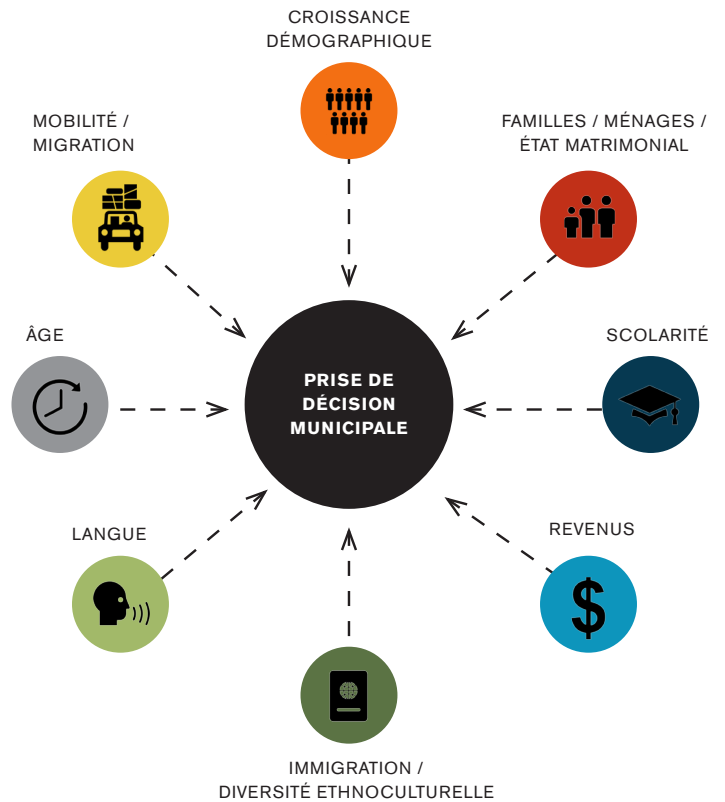 CROISSANCE
DÉMOGRAPHIQUE
MOBILITÉ /
MIGRATION
FAMILLES / MÉNAGES /
ÉTAT MATRIMONIAL
ÂGE
SCOLARITÉ
PRISE DE
DÉCISION
MUNICIPALE
LANGUE
REVENUS
$
IMMIGRATION /
DIVERSITÉ ETHNOCULTURELLE